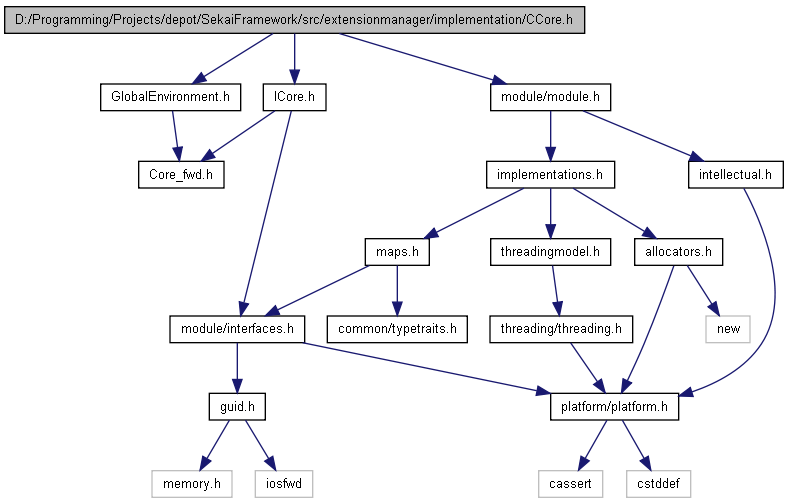 D:/Programming/Projects/depot/SekaiFramework/src/extensionmanager/implementation/CCore.h
GlobalEnvironment.h
ICore.h
module/module.h
Core_fwd.h
implementations.h
intellectual.h
maps.h
threadingmodel.h
allocators.h
module/interfaces.h
common/typetraits.h
threading/threading.h
new
guid.h
platform/platform.h
memory.h
iosfwd
cassert
cstddef